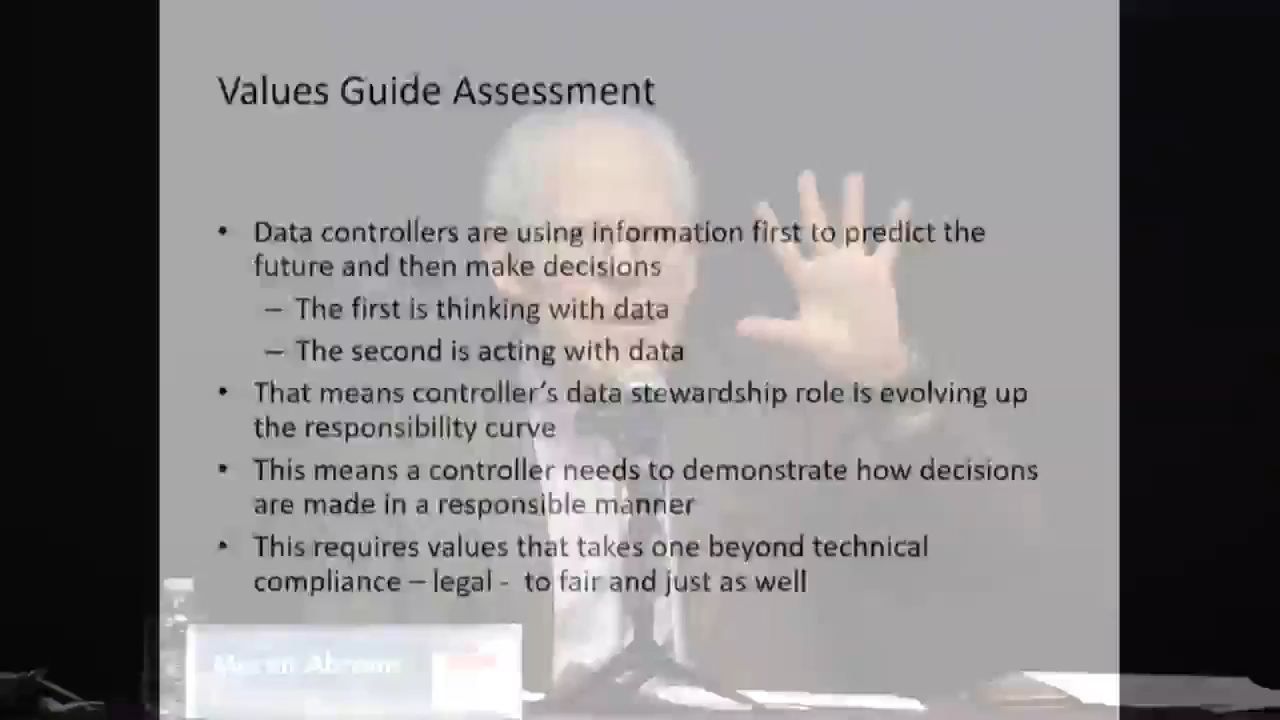 Values Guide Assessment
• Data controllers are using information first to predict the
future and then make decisions
– The first is thinking with data
– The second is acting with data
• That means controller's data stewardship role is evolving up
the responsibility curve
• This means a controller needs to demonstrate how decisions
are made in a responsible manner
• This requires values that takes one beyond technical
compliance – legal - to fair and just as well